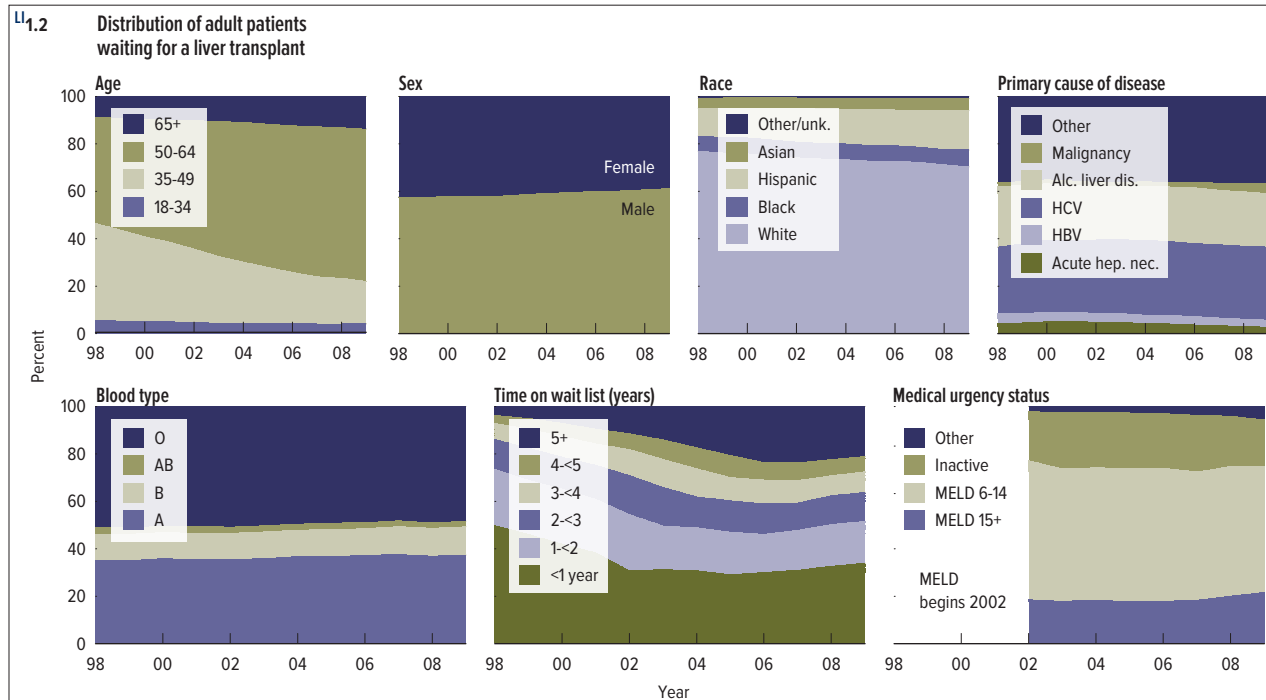 LI1.2 Distribution of adult patients
waiting for a liver transplant
Age
100
80
60
40
20
0
65+
50-64
35-49
18-34
98 00 02 04 06 08
Sex
Female
Male
98 00 02 04 06 08
Race
Other/unk.
Asian
Hispanic
Black
White
98 00 02 04 06 08
Primary cause of disease
Other
Malignancy
Alc. liver dis.
HCV
HBV
Acute hep. nec.
98 00 02 04 06 08
Percent
Blood type
100
80
60
40
20
0
O
AB
B
A
98 00 02 04 06 08
Time on wait list (years)
5+
4-<5
3-<4
2-<3
1-<2
<1 year
98 00 02 04 06 08
Medical urgency status
Other
Inactive
MELD 6-14
MELD 15+
MELD
begins 2002
98 00 02 04 06 08
Year